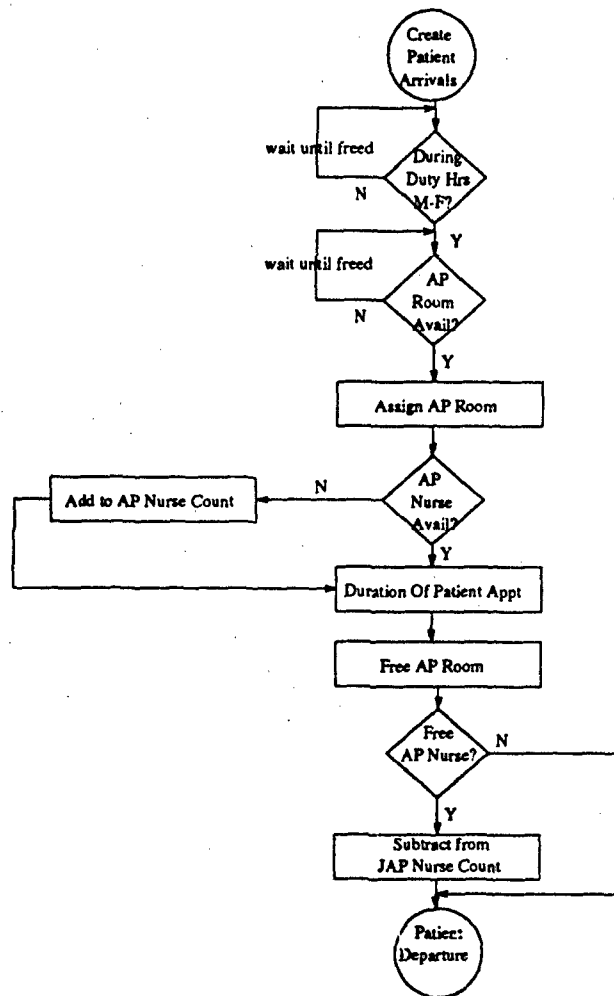 Create
Patient
Arrivals
wait until freed
During
Duty Hrs
M-F?
N
Y
wait until freed
AP
Room
Avail?
N
Y
Assign AP Room
AP
Nurse
Avail?
N
Add to AP Nurse Count
Y
Duration Of Patient Appt
Free AP Room
Free
AP Nurse?
N
Y
Subtract from
JAP Nurse Count
Patient
Departure